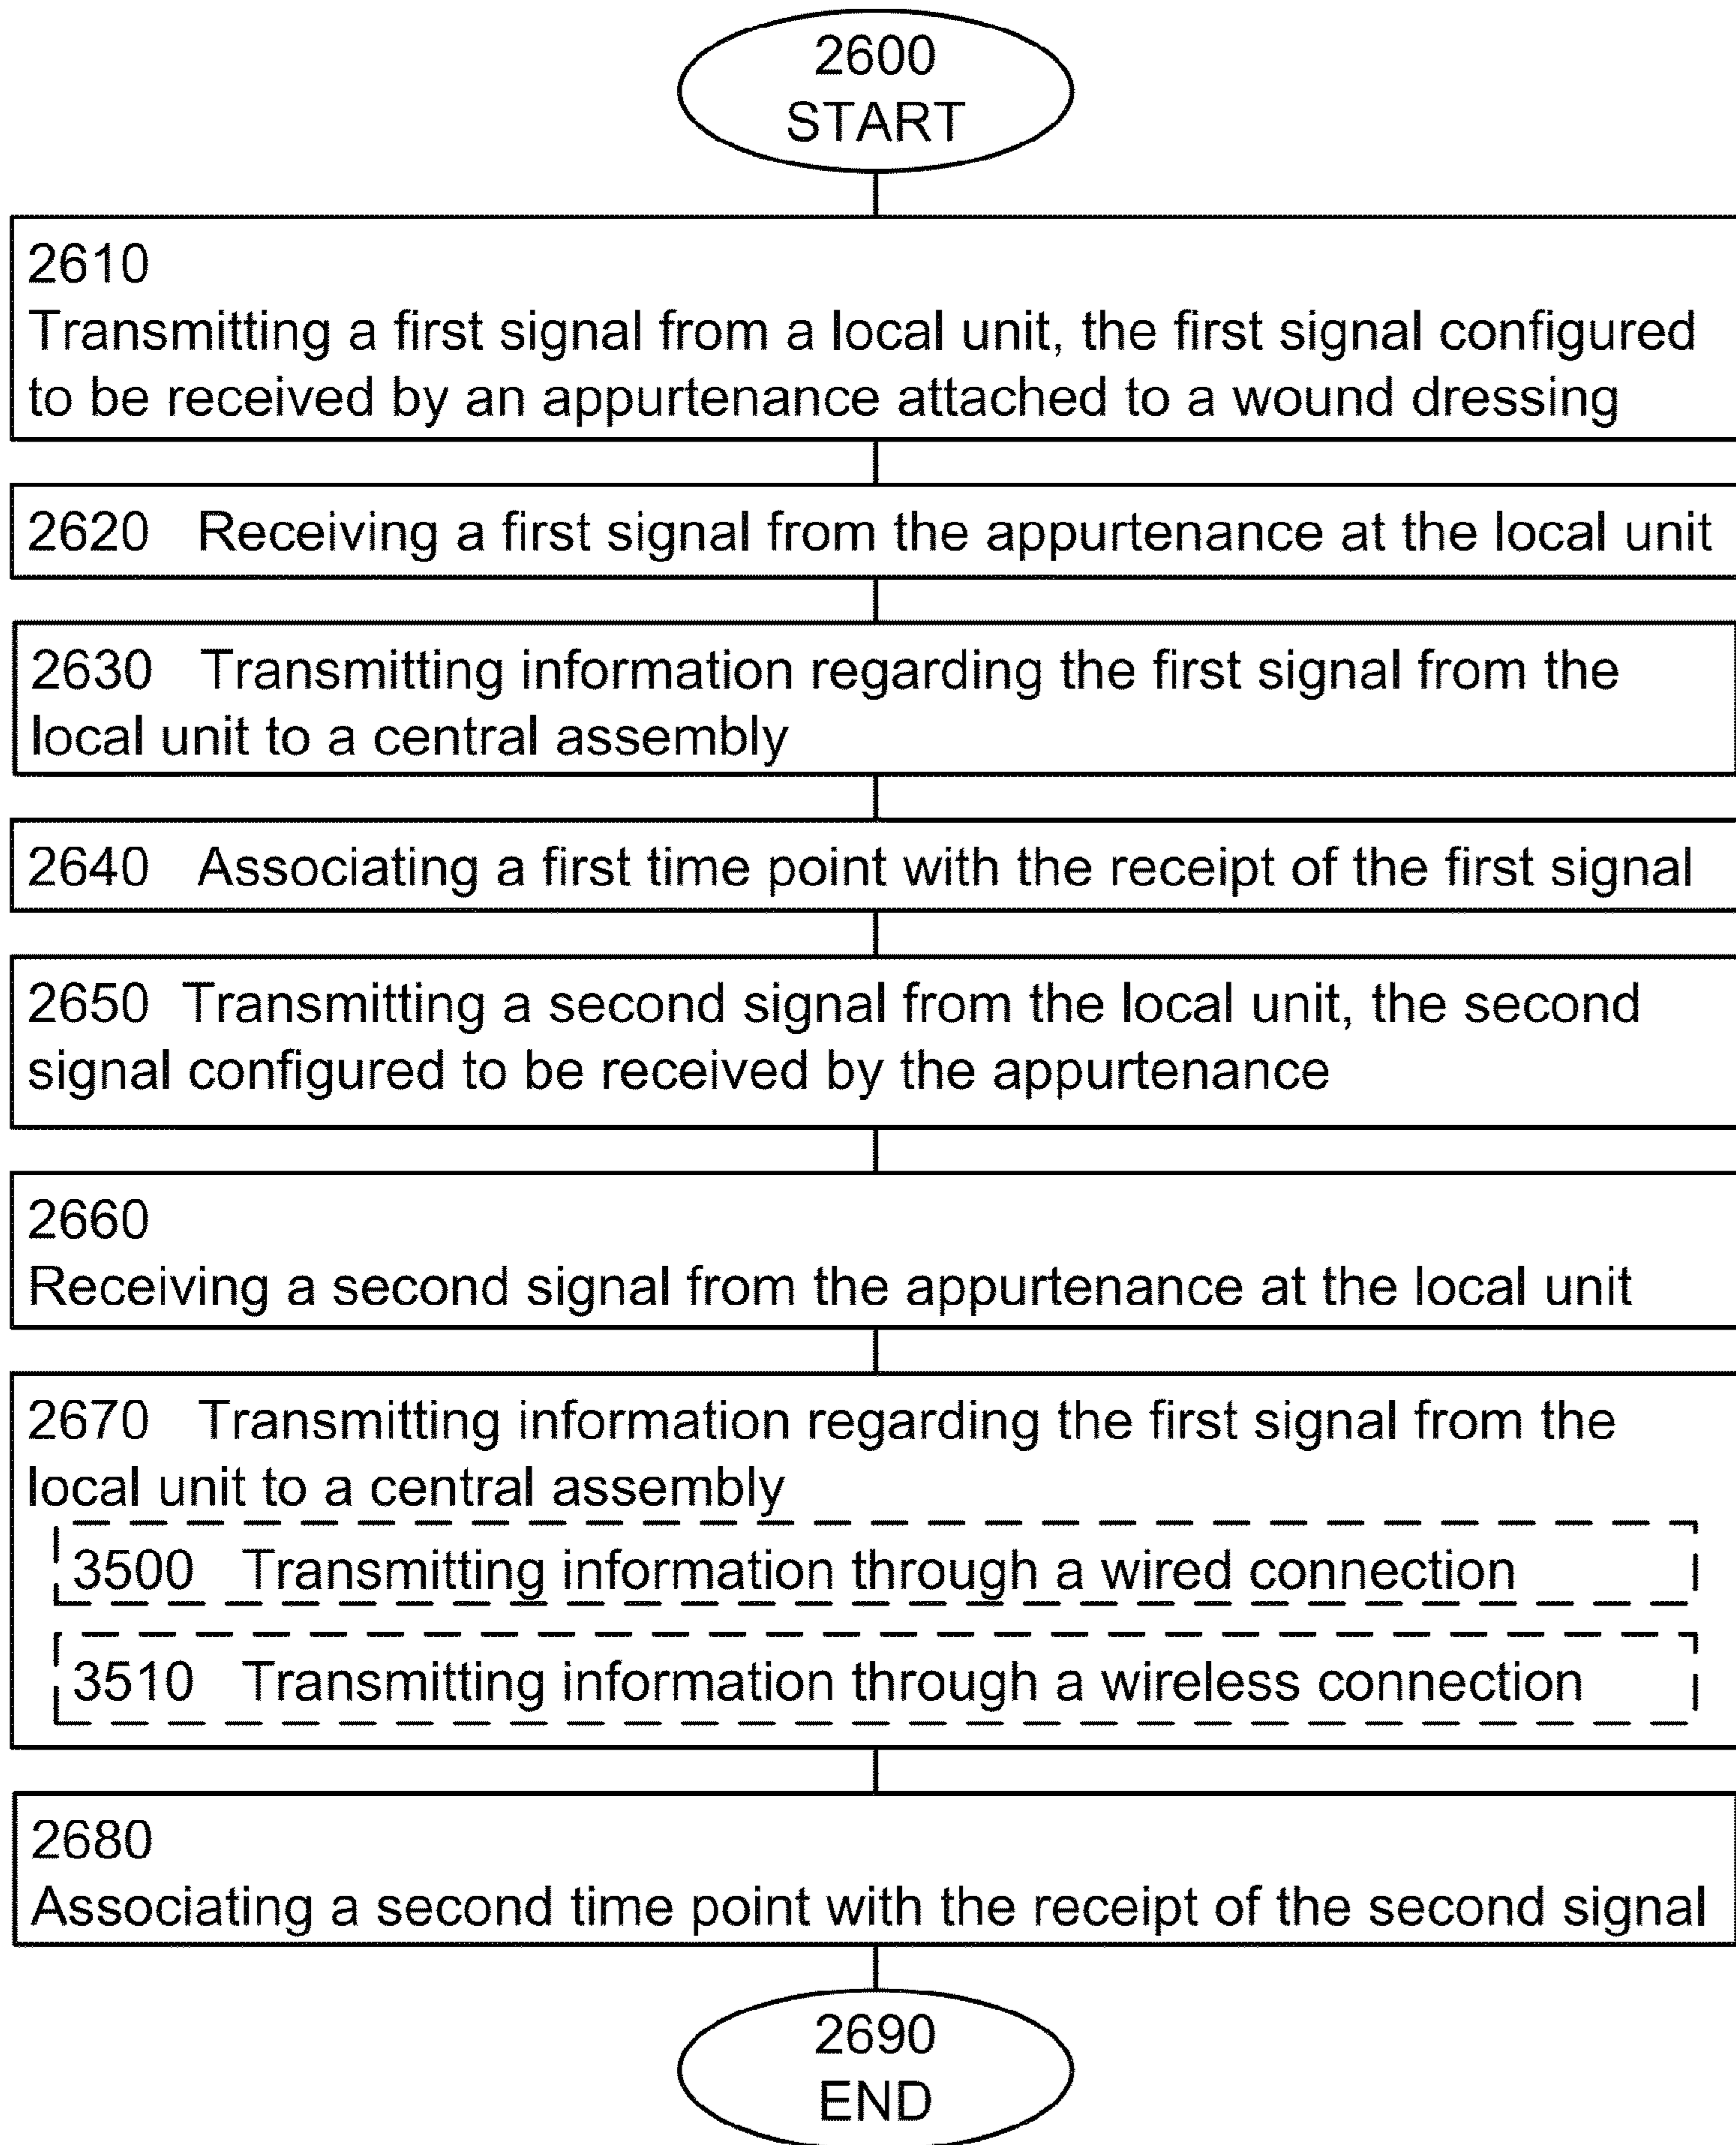 2600
START
2610
Transmitting a first signal from a local unit, the first signal configured
to be received by an appurtenance attached to a wound dressing
2620 Receiving a first signal from the appurtenance at the local unit
2630 Transmitting information regarding the first signal from the
local unit to a central assembly
2640 Associating a first time point with the receipt of the first signal
2650 Transmitting a second signal from the local unit, the second
signal configured to be received by the appurtenance
2660
Receiving a second signal from the appurtenance at the local unit
2670 Transmitting information regarding the first signal from the
local unit to a central assembly
3500 Transmitting information through a wired connection
3510 Transmitting information through a wireless connection
2680
Associating a second time point with the receipt of the second signal
2690
END